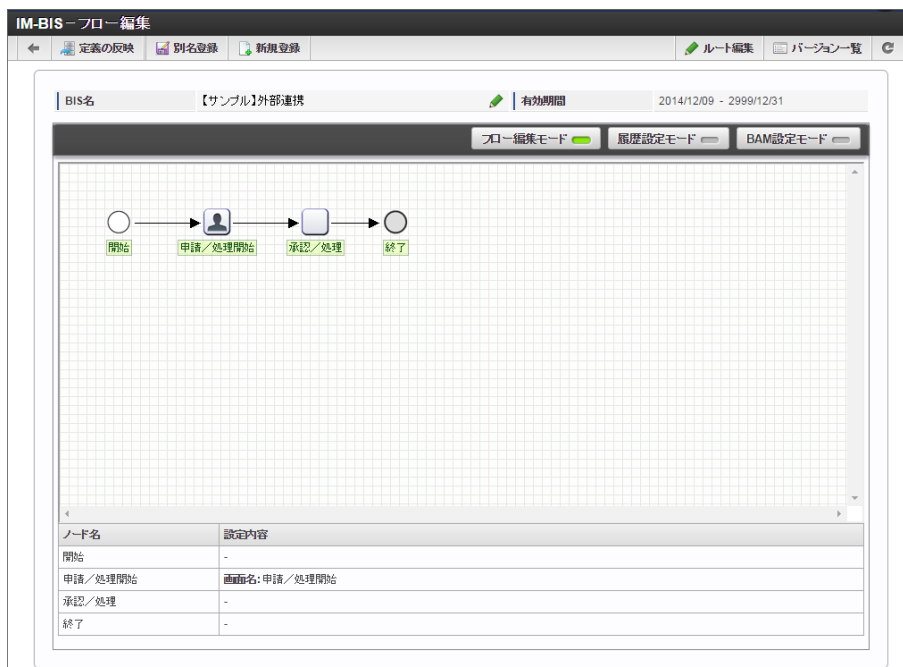 IM-BIS－フロー編集
定義の反映 別名登録 新規登録 ルート編集 バージョン一覧
BIS名 【サンプル】外部連携 有効期間 2014/12/09 - 2999/12/31
フロー編集モード 履歴設定モード BAM設定モード
開始 申請／処理開始 承認／処理 終了
ノード名 設定内容
開始 -
申請／処理開始 画面名: 申請／処理開始
承認／処理 -
終了 -